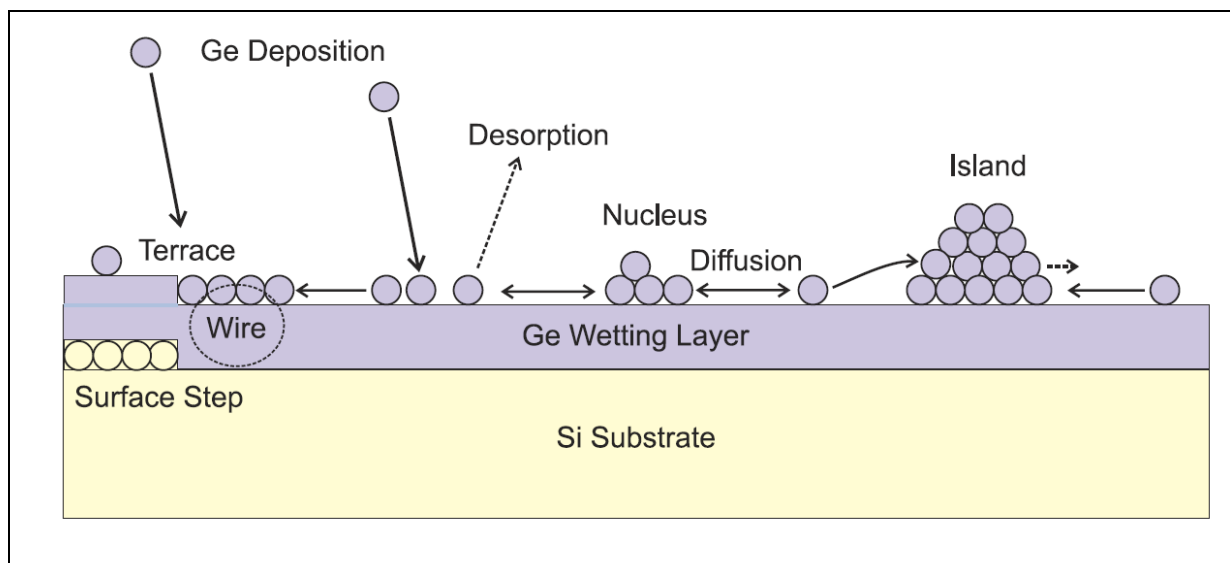 Ge Deposition
Desorption
Island
Nucleus
Terrace
Diffusion
Wire
Ge Wetting Layer
Surface Step
Si Substrate